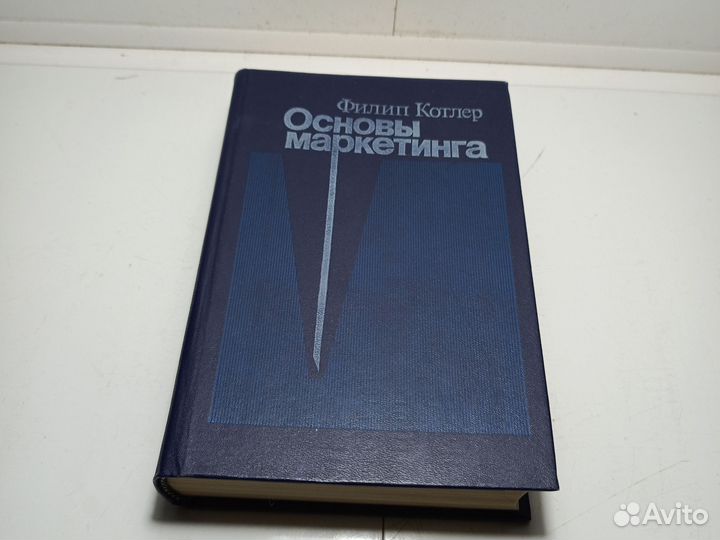 Филип Котлер
Основы
маркетинга
Avito